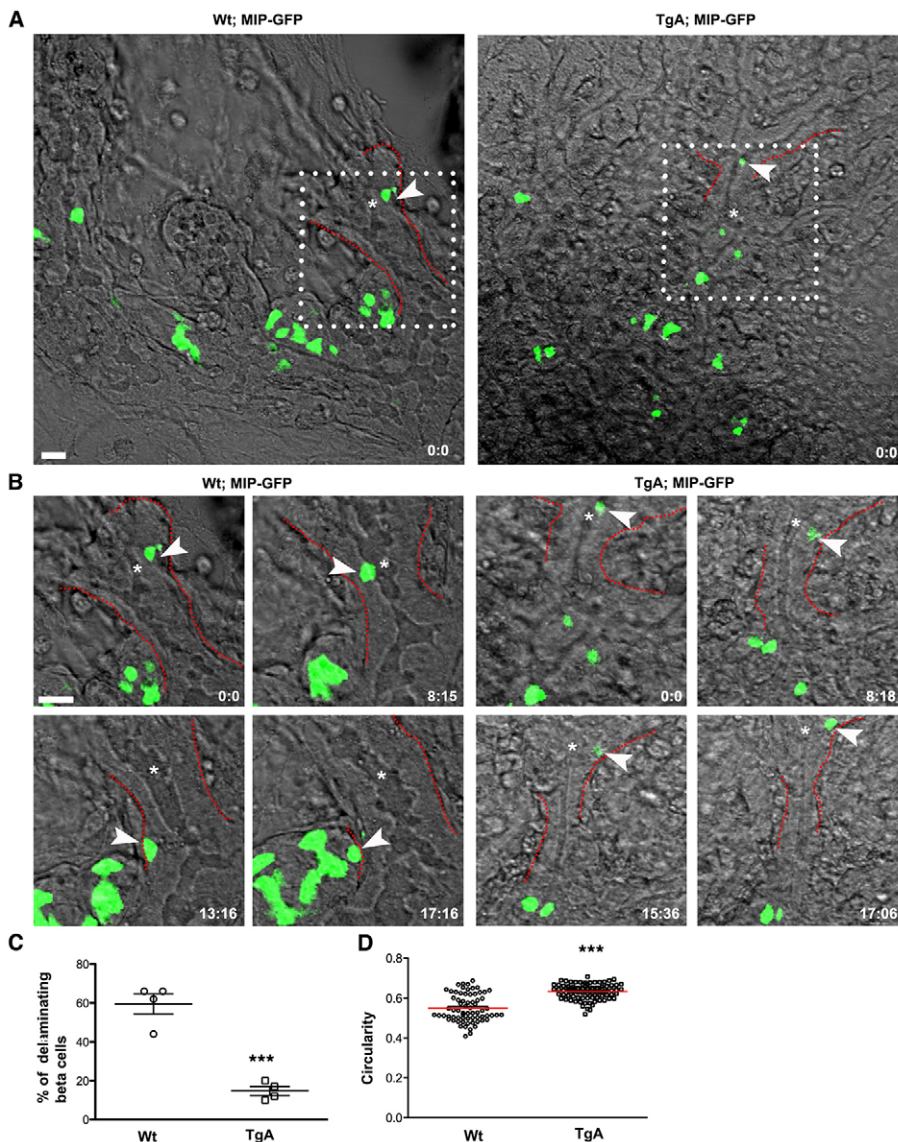 A
Wt; MIP-GFP
TgA; MIP-GFP
*
*
0:0
0:0
B
Wt; MIP-GFP
TgA; MIP-GFP
*
*
*
*
0:0
8:15
0:0
8:18
*
*
*
*
13:16
17:16
15:36
17:06
C
D
% of delaminating
beta cells
80
60
40
20
0
***
Wt
TgA
Circularity
0.8
0.6
0.4
0.2
0.0
***
Wt
TgA